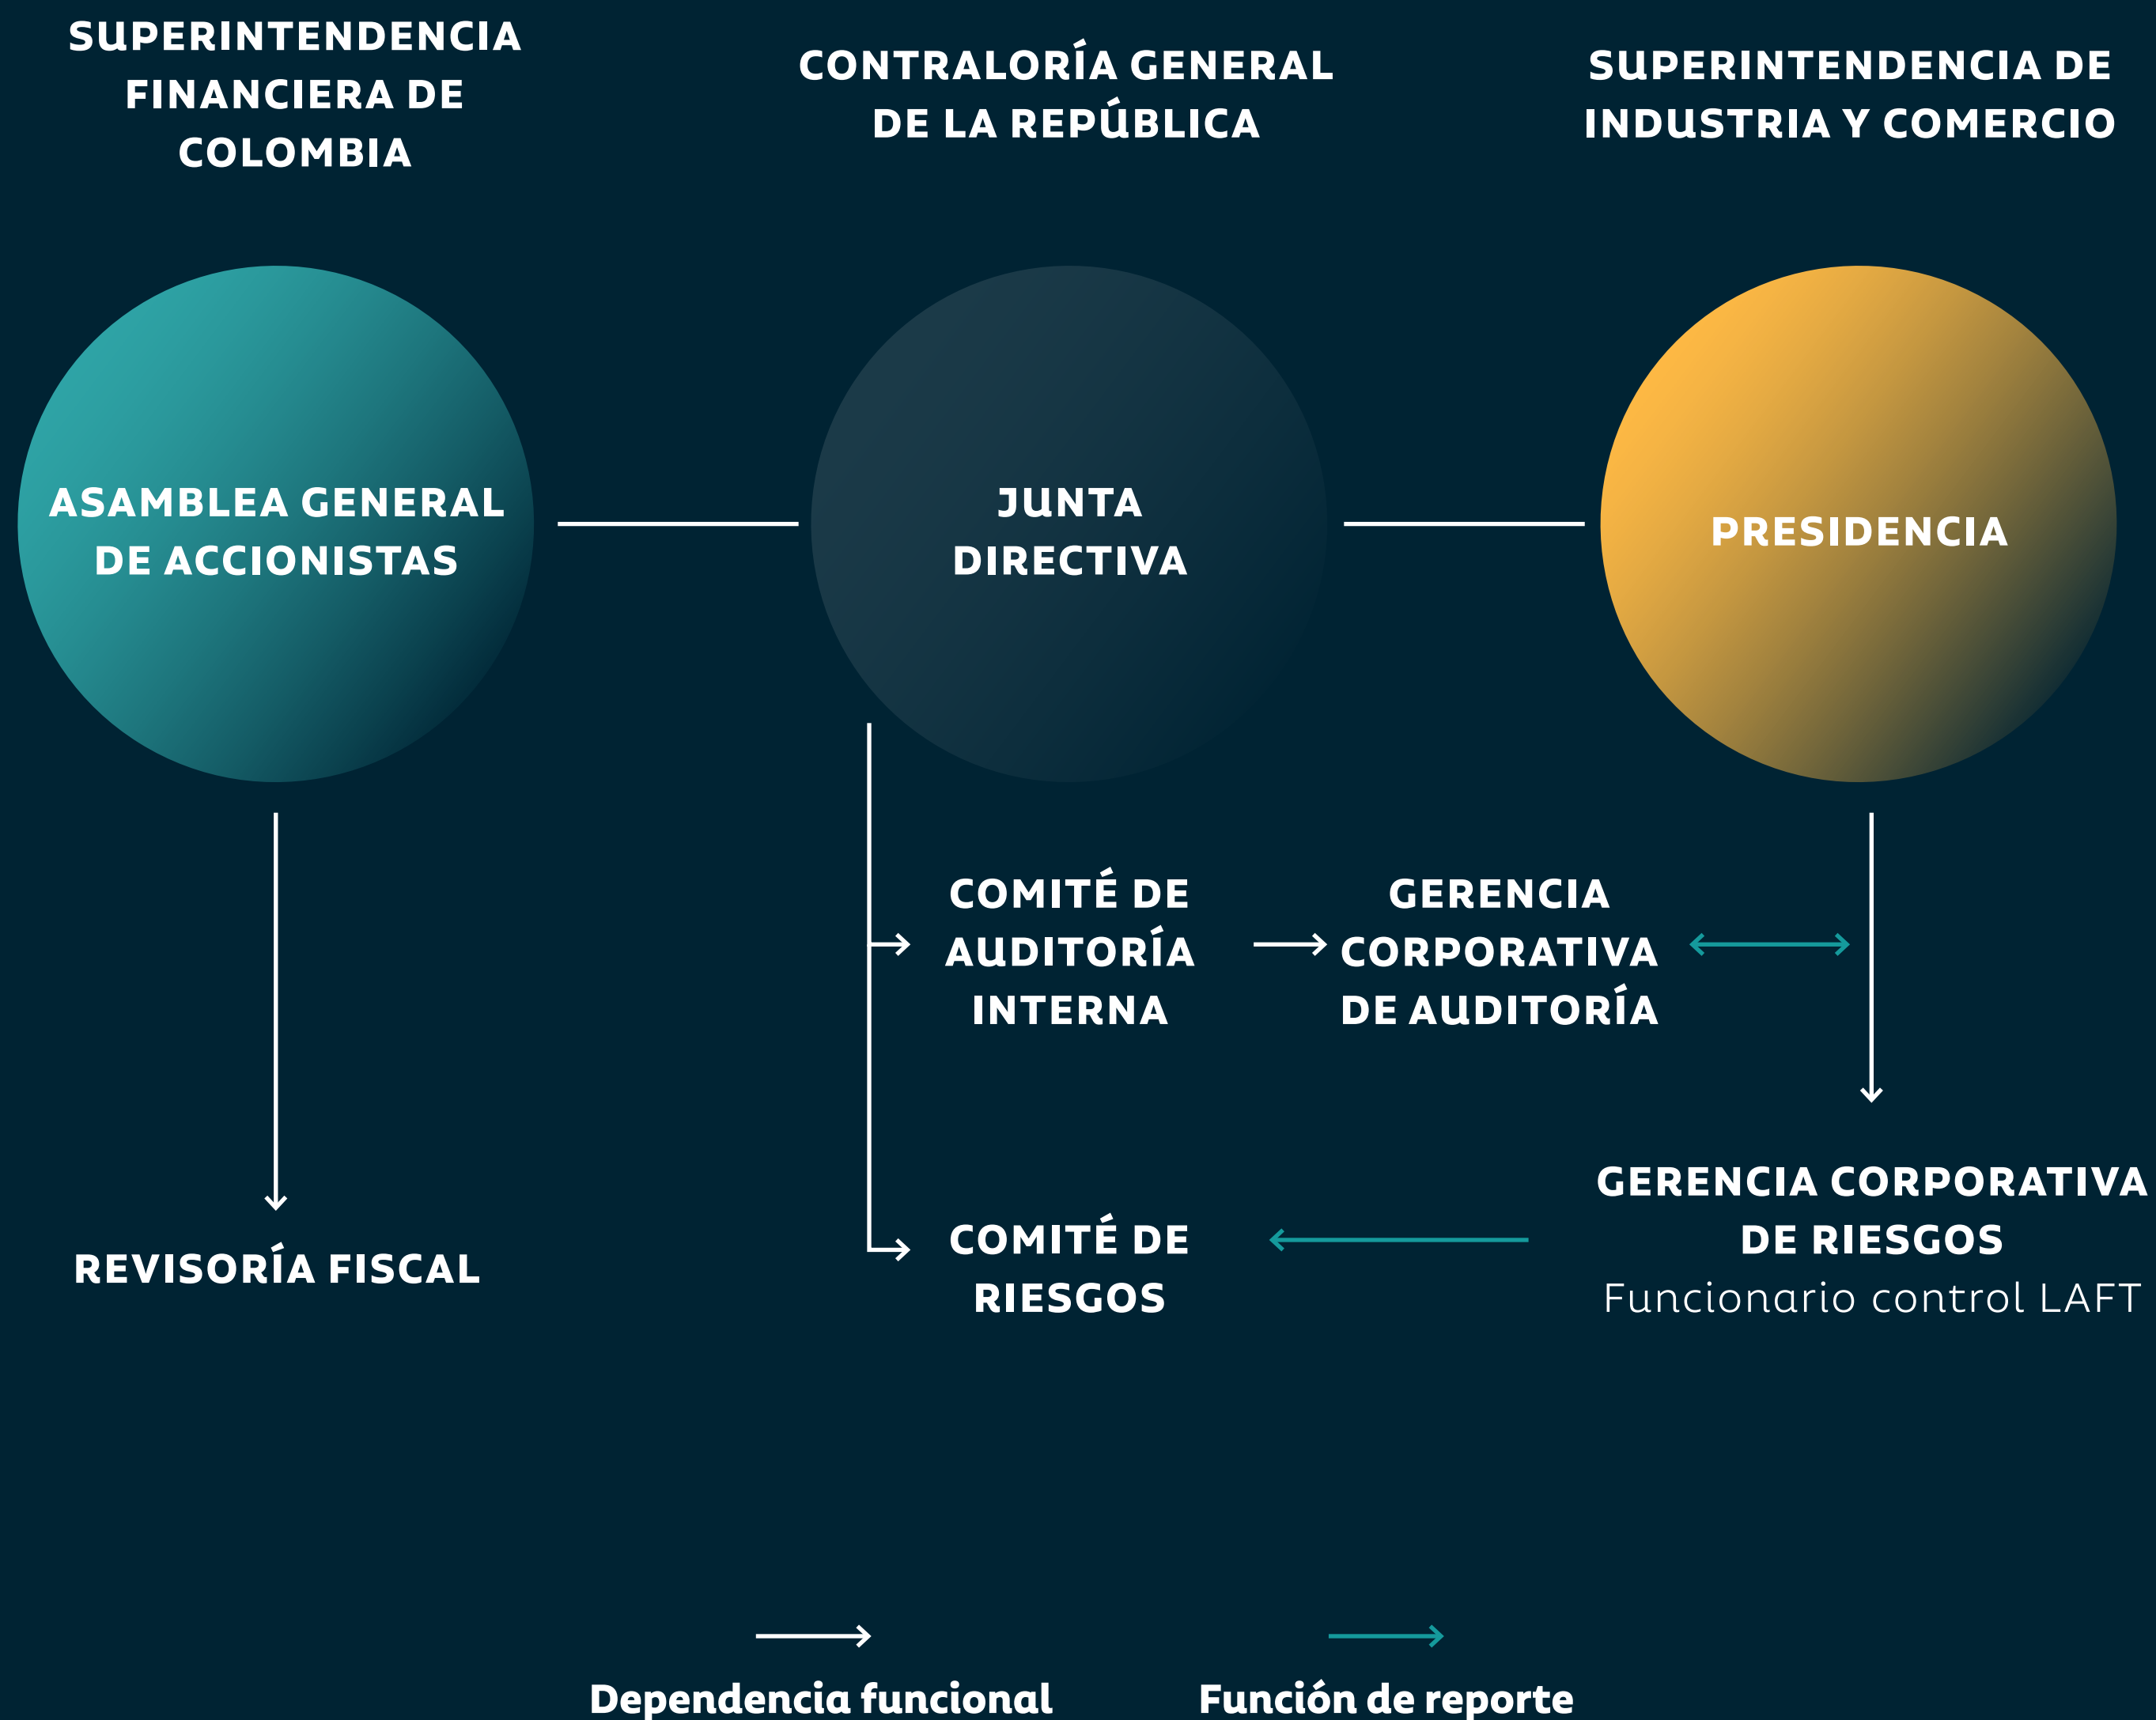 SUPERINTENDENCIA
FINANCIERA DE
COLOMBIA
CONTRALORÍA GENERAL
DE LA REPÚBLICA
SUPERINTENDENCIA DE
INDUSTRIA Y COMERCIO
ASAMBLEA GENERAL
DE ACCIONISTAS
JUNTA
DIRECTIVA
PRESIDENCIA
COMITÉ DE
AUDITORÍA
INTERNA
GERENCIA
CORPORATIVA
DE AUDITORÍA
REVISORÍA FISCAL
COMITÉ DE
RIESGOS
GERENCIA CORPORATIVA
DE RIESGOS
Funcionario control LAFT
Dependencia funcional
Función de reporte